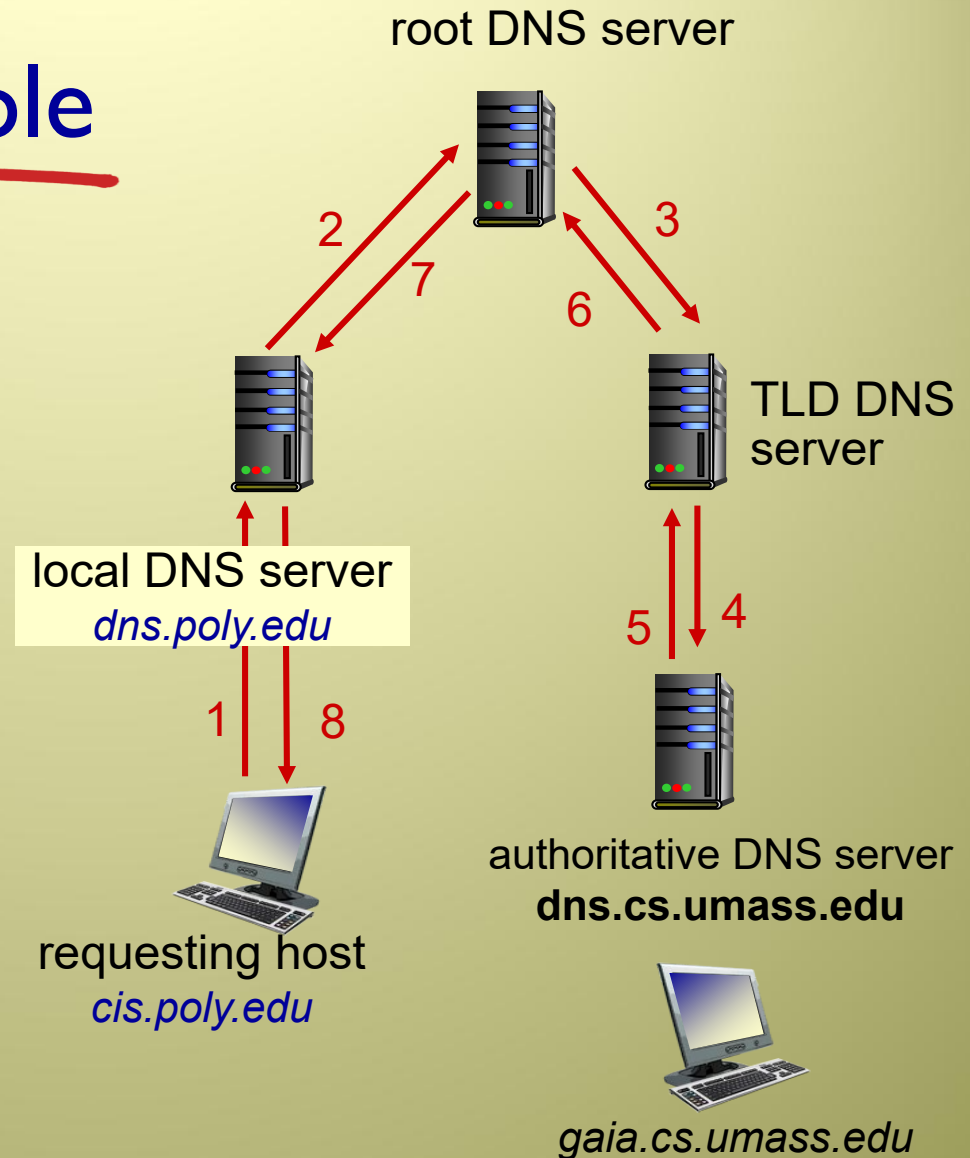 root DNS server
ole
2
3
7
6
TLD DNS
server
local DNS server
dns.poly.edu
5
4
1
8
authoritative DNS server
dns.cs.umass.edu
requesting host
cis.poly.edu
gaia.cs.umass.edu